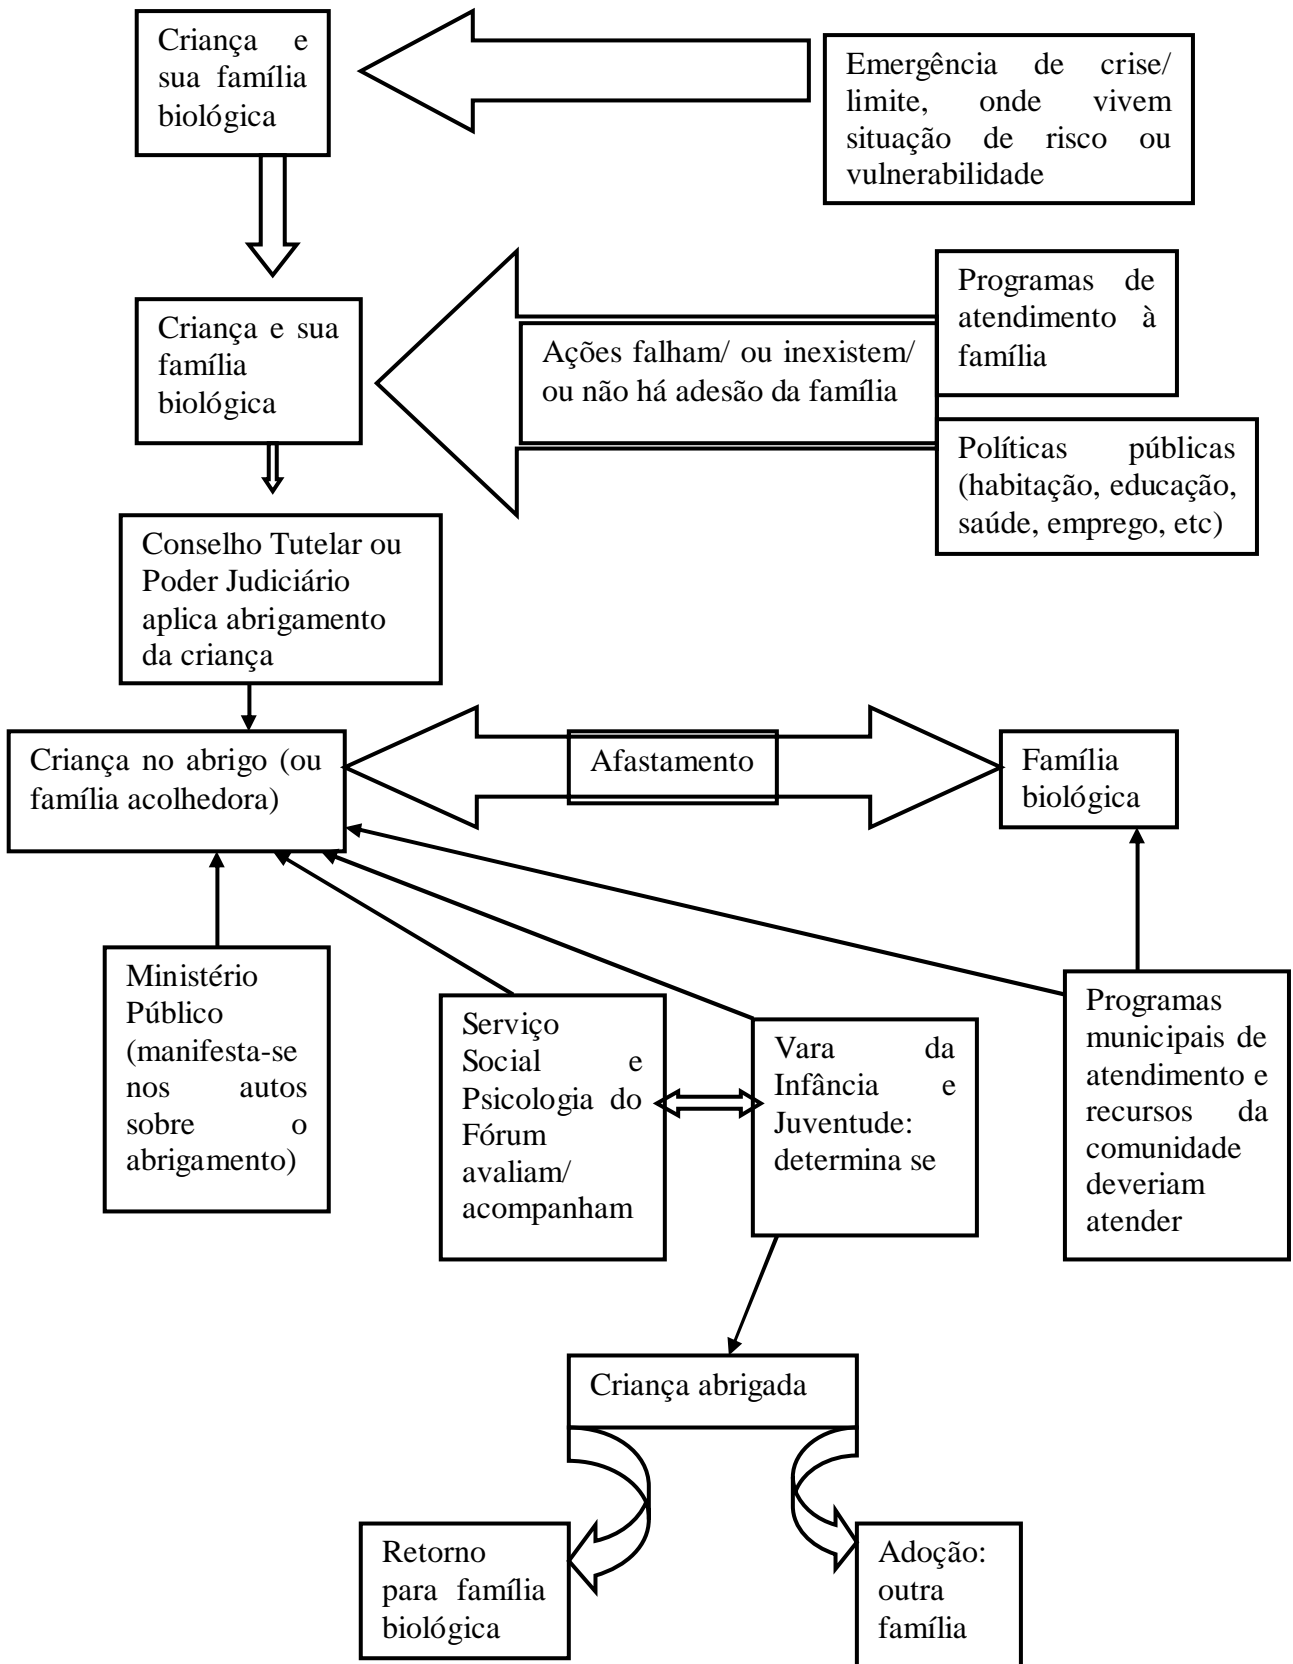 Criança e
sua família
biológica
Emergência de crise/
limite, onde vivem
situação de risco ou
vulnerabilidade
Criança e sua
família
biológica
Ações falham/ ou inexistem/
ou não há adesão da família
Programas de
atendimento à
família
Políticas públicas
(habitação, educação,
saúde, emprego, etc)
Conselho Tutelar ou
Poder Judiciário
aplica abrigamento
da criança
Criança no abrigo (ou
família acolhedora)
Afastamento
Família
biológica
Ministério
Público
(manifesta-se
nos autos
sobre o
abrigamento)
Serviço
Social e
Psicologia do
Fórum
avaliam/
acompanham
Vara da
Infância e
Juventude:
determina se
Programas
municipais de
atendimento e
recursos da
comunidade
deveriam
atender
Criança abrigada
Retorno
para família
biológica
Adoção:
outra
família